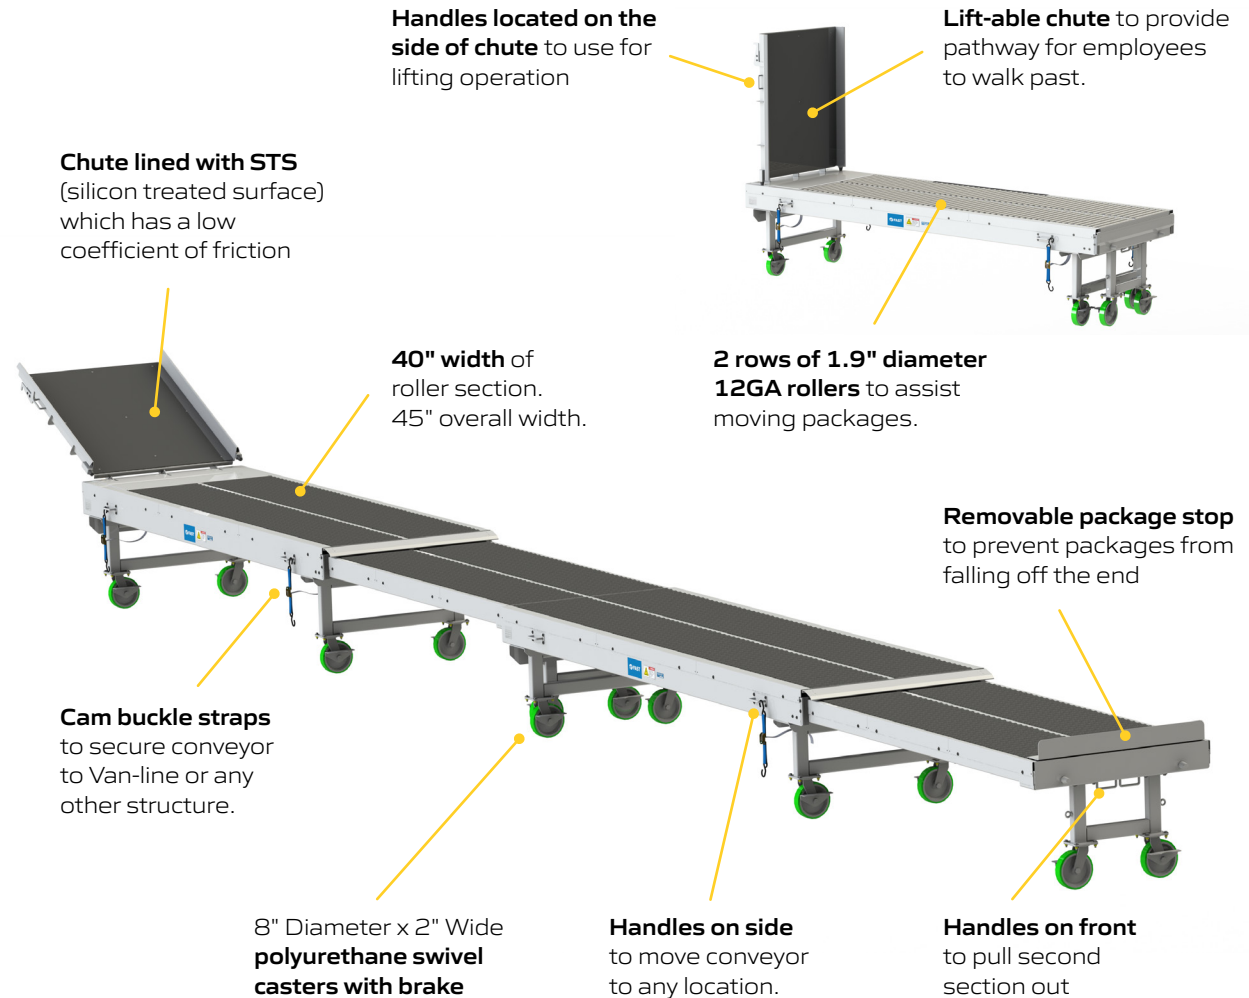 Handles located on the
side of chute to use for
lifting operation
Lift-able chute to provide
pathway for employees
to walk past.
Chute lined with STS
(silicon treated surface)
which has a low
coefficient of friction
40" width of
roller section.
45" overall width.
2 rows of 1.9" diameter
12GA rollers to assist
moving packages.
Removable package stop
to prevent packages from
falling off the end
Cam buckle straps
to secure conveyor
to Van-line or any
other structure.
8" Diameter x 2" Wide
polyurethane swivel
casters with brake
Handles on side
to move conveyor
to any location.
Handles on front
to pull second
section out